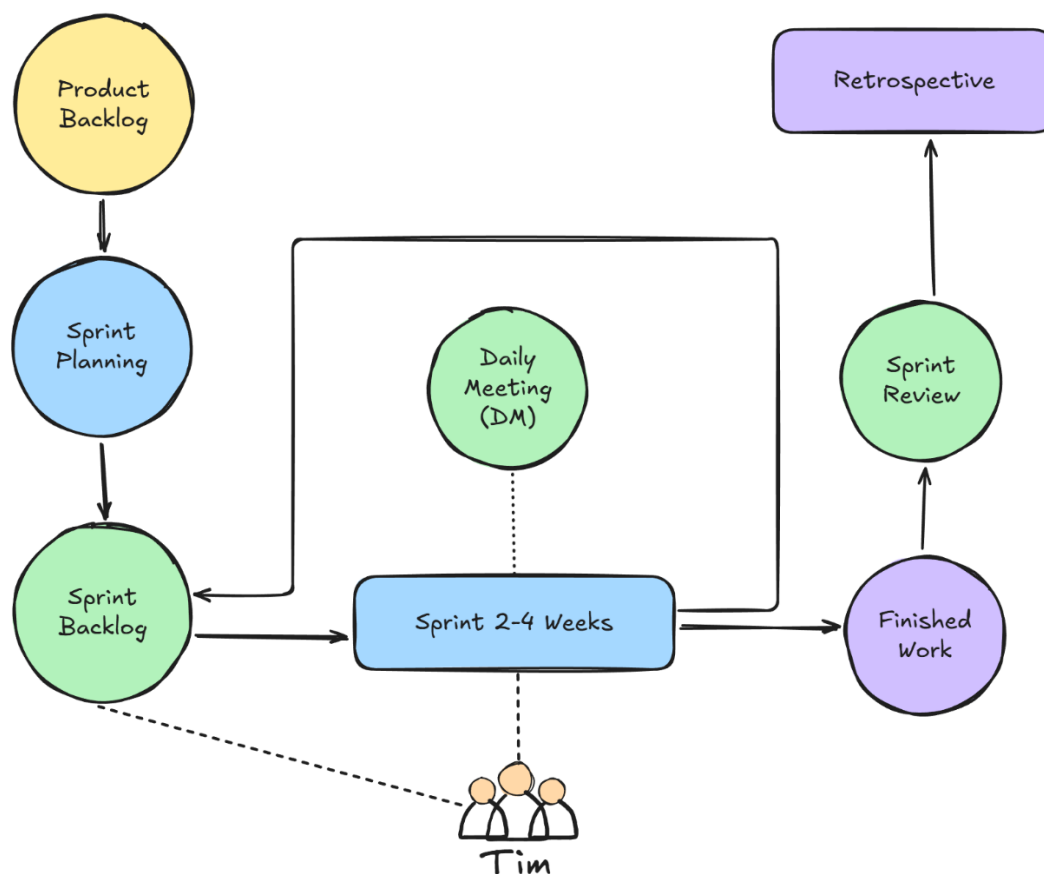 Product
Backlog
Retrospective
Sprint
Planning
Daily
Meeting
(DM)
Sprint
Review
Sprint
Backlog
Sprint 2-4 Weeks
Finished
Work
Tim